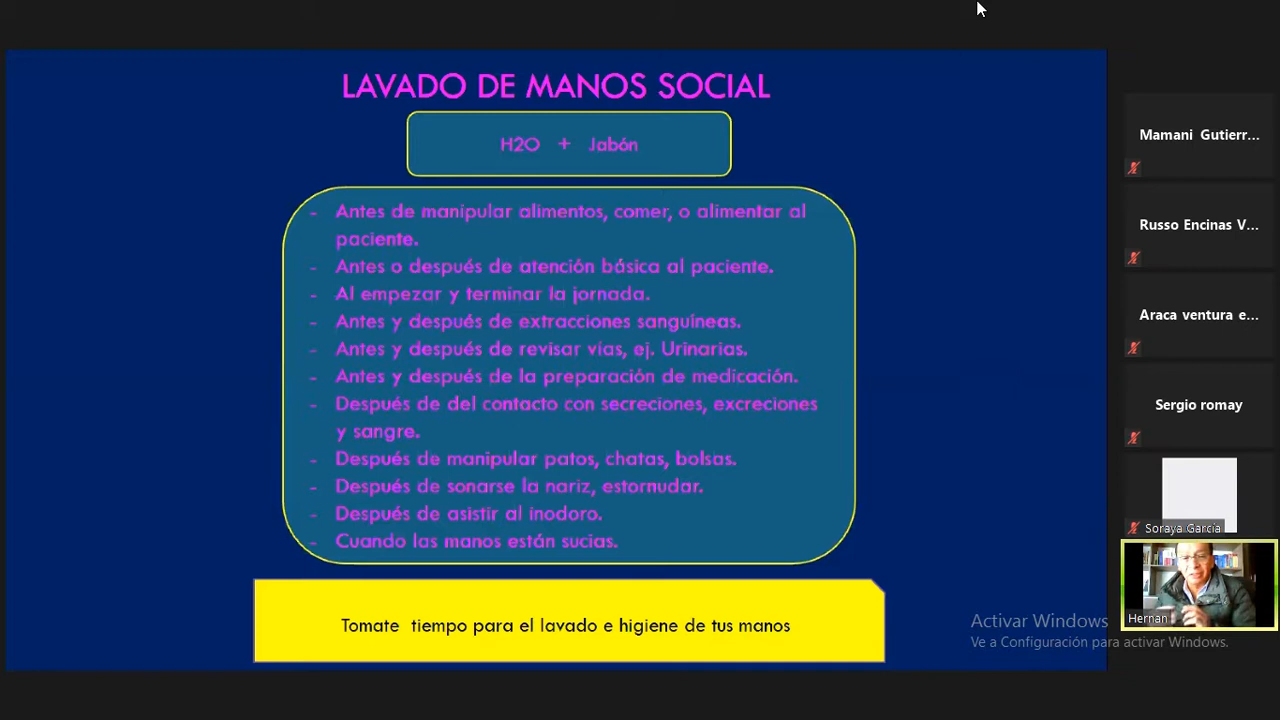 LAVADO DE MANOS SOCIAL
H2O + Jabón
- Antes de manipular alimentos, comer, o alimentar al
paciente.
- Antes o después de atención básica al paciente.
- Al empezar y terminar la jornada.
- Antes y después de extracciones sanguíneas.
- Antes y después de revisar vías, ej. Urinarias.
- Antes y después de la preparación de medicación.
- Después de del contacto con secreciones, excreciones
y sangre.
- Después de manipular patos, chatas, bolsas.
- Después de sonarse la nariz, estornudar.
- Después de asistir al inodoro.
- Cuando las manos están sucias.
Tomate tiempo para el lavado e higiene de tus manos
Mamani Gutierr...
Russo Encinas V...
Araca ventura e...
Sergio romay
Soraya Garcia
Hernan
Activar Windows
Ve a Configuración para activar Windows.